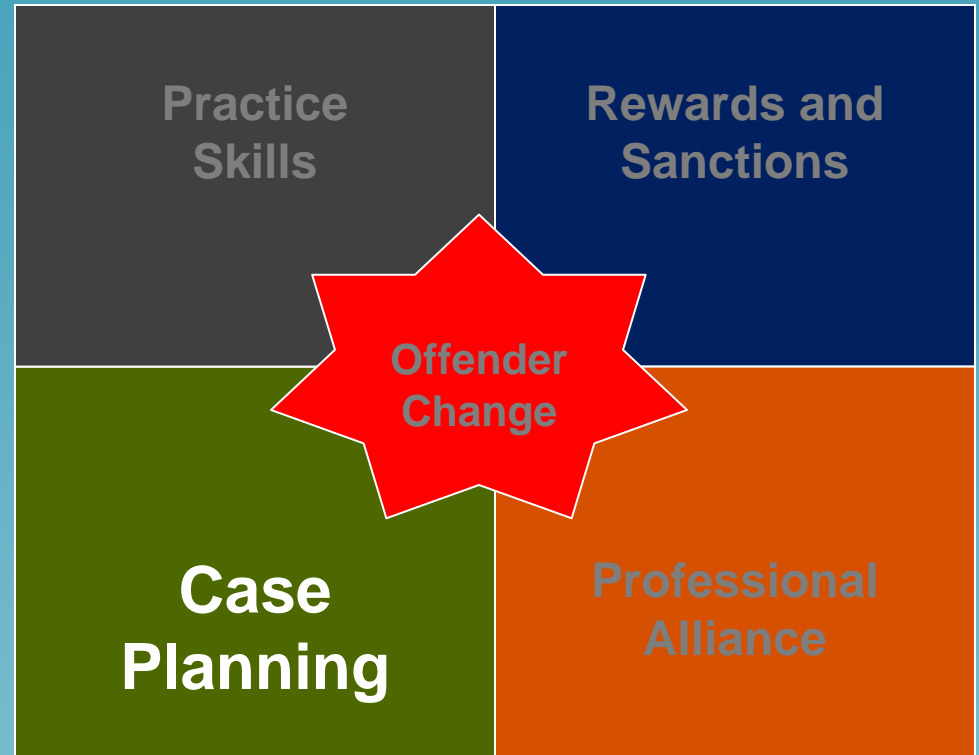 Practice
Skills
Rewards and
Sanctions
Offender
Change
Case
Planning
Professional
Alliance